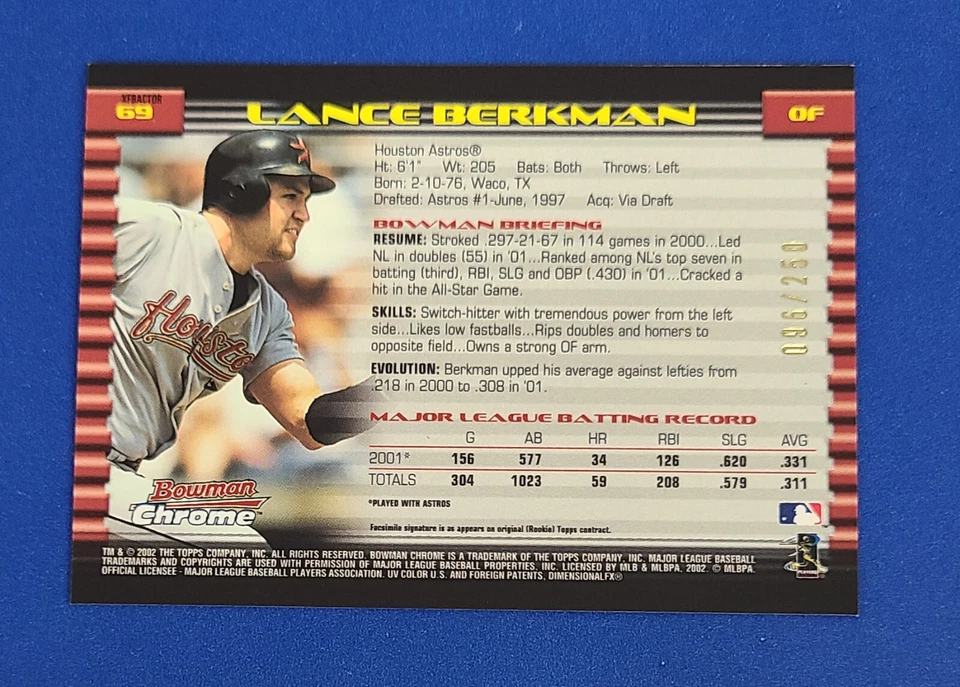 XFRACTOR
69
LANCE BERKMAN
OF
Houston Astros®
Ht: 6'1" Wt: 205 Bats: Both Throws: Left
Born: 2-10-76, Waco, TX
Drafted: Astros #1-June, 1997 Acq: Via Draft
BOWMAN BRIEFING
RESUME: Stroked .297-21-67 in 114 games in 2000...Led
NL in doubles (55) in '01...Ranked among NL's top seven in
batting (third), RBI, SLG and OBP (.430) in '01...Cracked a
hit in the All-Star Game.
SKILLS: Switch-hitter with tremendous power from the left
side...Likes low fastballs...Rips doubles and homers to
opposite field...Owns a strong OF arm.
EVOLUTION: Berkman upped his average against lefties from
.218 in 2000 to .308 in '01.
MAJOR LEAGUE BATTING RECORD
G AB HR RBI SLG AVG
2001* 156 577 34 126 .620 .331
TOTALS 304 1023 59 208 .579 .311
*PLAYED WITH ASTROS
Facsimile signature is as appears on original (Rookie) Topps contract.
096/250
Houston
Bowman
Chrome™
TM & © 2002 THE TOPPS COMPANY, INC. ALL RIGHTS RESERVED. BOWMAN CHROME IS A TRADEMARK OF THE TOPPS COMPANY, INC. MAJOR LEAGUE BASEBALL
TRADEMARKS AND COPYRIGHTS ARE USED WITH PERMISSION OF MAJOR LEAGUE BASEBALL PROPERTIES, INC. LICENSED BY MLB & MLBPA. 2002. © MLBPA.
OFFICIAL LICENSEE - MAJOR LEAGUE BASEBALL PLAYERS ASSOCIATION. UV COLOR U.S. AND FOREIGN PATENTS, DIMENSIONALFX®
PLAYERS